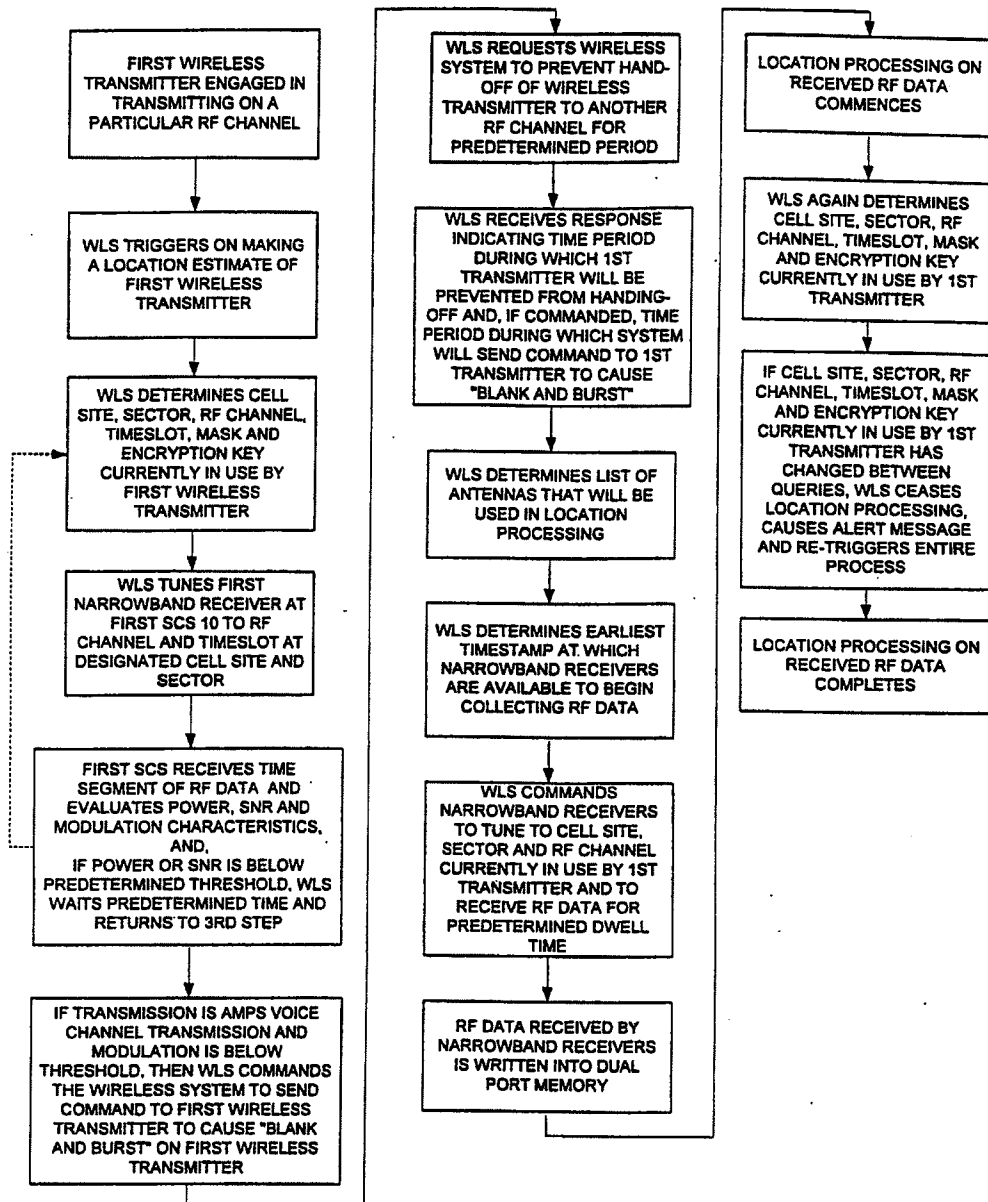 FIRST WIRELESS
TRANSMITTER ENGAGED IN
TRANSMITTING ON A
PARTICULAR RF CHANNEL
WLS TRIGGERS ON MAKING
A LOCATION ESTIMATE OF
FIRST WIRELESS
TRANSMITTER
WLS DETERMINES CELL
SITE, SECTOR, RF CHANNEL,
TIMESLOT, MASK AND
ENCRYPTION KEY
CURRENTLY IN USE BY
FIRST WIRELESS
TRANSMITTER
WLS TUNES FIRST
NARROWBAND RECEIVER AT
FIRST SCS 10 TO RF
CHANNEL AND TIMESLOT AT
DESIGNATED CELL SITE AND
SECTOR
FIRST SCS RECEIVES TIME
SEGMENT OF RF DATA AND
EVALUATES POWER, SNR AND
MODULATION CHARACTERISTICS,
AND,
IF POWER OR SNR IS BELOW
PREDETERMINED THRESHOLD, WLS
WAITS PREDETERMINED TIME AND
RETURNS TO 3RD STEP
IF TRANSMISSION IS AMPS VOICE
CHANNEL TRANSMISSION AND
MODULATION IS BELOW
THRESHOLD, THEN WLS COMMANDS
THE WIRELESS SYSTEM TO SEND
COMMAND TO FIRST WIRELESS
TRANSMITTER TO CAUSE "BLANK
AND BURST" ON FIRST WIRELESS
TRANSMITTER
WLS REQUESTS WIRELESS
SYSTEM TO PREVENT HAND-
OFF OF WIRELESS
TRANSMITTER TO ANOTHER
RF CHANNEL FOR
PREDETERMINED PERIOD
WLS RECEIVES RESPONSE
INDICATING TIME PERIOD
DURING WHICH 1ST
TRANSMITTER WILL BE
PREVENTED FROM HANDING-
OFF AND, IF COMMANDED, TIME
PERIOD DURING WHICH SYSTEM
WILL SEND COMMAND TO 1ST
TRANSMITTER TO CAUSE
"BLANK AND BURST"
WLS DETERMINES LIST OF
ANTENNAS THAT WILL BE
USED IN LOCATION
PROCESSING
WLS DETERMINES EARLIEST
TIMESTAMP AT WHICH
NARROWBAND RECEIVERS
ARE AVAILABLE TO BEGIN
COLLECTING RF DATA
WLS COMMANDS
NARROWBAND RECEIVERS
TO TUNE TO CELL SITE,
SECTOR AND RF CHANNEL
CURRENTLY IN USE BY 1ST
TRANSMITTER AND TO
RECEIVE RF DATA FOR
PREDETERMINED DWELL
TIME
RF DATA RECEIVED BY
NARROWBAND RECEIVERS
IS WRITTEN INTO DUAL
PORT MEMORY
LOCATION PROCESSING ON
RECEIVED RF DATA
COMMENCES
WLS AGAIN DETERMINES
CELL SITE, SECTOR, RF
CHANNEL, TIMESLOT, MASK
AND ENCRYPTION KEY
CURRENTLY IN USE BY 1ST
TRANSMITTER
IF CELL SITE, SECTOR, RF
CHANNEL, TIMESLOT, MASK
AND ENCRYPTION KEY
CURRENTLY IN USE BY 1ST
TRANSMITTER HAS
CHANGED BETWEEN
QUERIES, WLS CEASES
LOCATION PROCESSING,
CAUSES ALERT MESSAGE
AND RE-TRIGGERS ENTIRE
PROCESS
LOCATION PROCESSING ON
RECEIVED RF DATA
COMPLETES